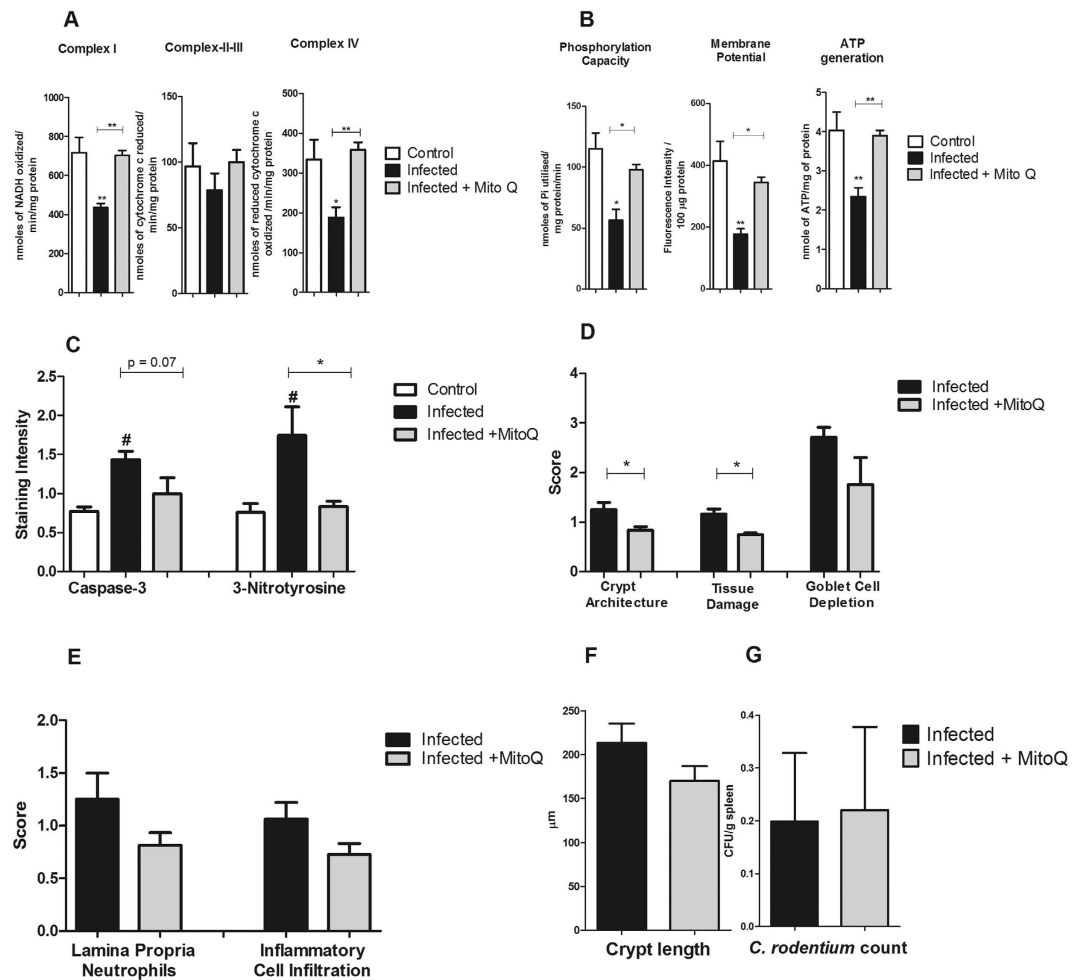 A
Complex I
Complex-II-III
Complex IV
nmoles of NADH oxidized/
min/mg protein
1000
800
600
400
200
0
**
**
nmoles of cytochrome c reduced/
min/mg protein
150
100
50
0
nmoles of reduced cytochrome c
oxidized /min/mg protein
400
300
200
100
0
**
*
Control
Infected
Infected + Mito Q
B
Phosphorylation
Capacity
Membrane
Potential
ATP
generation
nmoles of Pi utilised/
mg protein/min
150
100
50
0
*
*
Fluorescence Intensity /
100 µg protein
600
400
200
0
*
**
nmole of ATP/mg of protein
5
4
3
2
1
0
**
**
Control
Infected
Infected + Mito Q
C
Staining Intensity
2.5
2.0
1.5
1.0
0.5
0.0
p = 0.07
*
#
#
Caspase-3
3-Nitrotyrosine
Control
Infected
Infected +MitoQ
D
Score
4
3
2
1
0
*
*
Crypt
Architecture
Tissue
Damage
Goblet Cell
Depletion
Infected
Infected +MitoQ
E
Score
2.0
1.5
1.0
0.5
0.0
Lamina Propria
Neutrophils
Inflammatory
Cell Infiltration
Infected
Infected +MitoQ
F
µm
250
200
150
100
50
0
Crypt length
G
CFU/g spleen
0.4
0.3
0.2
0.1
0.0
C. rodentium count
Infected
Infected + MitoQ